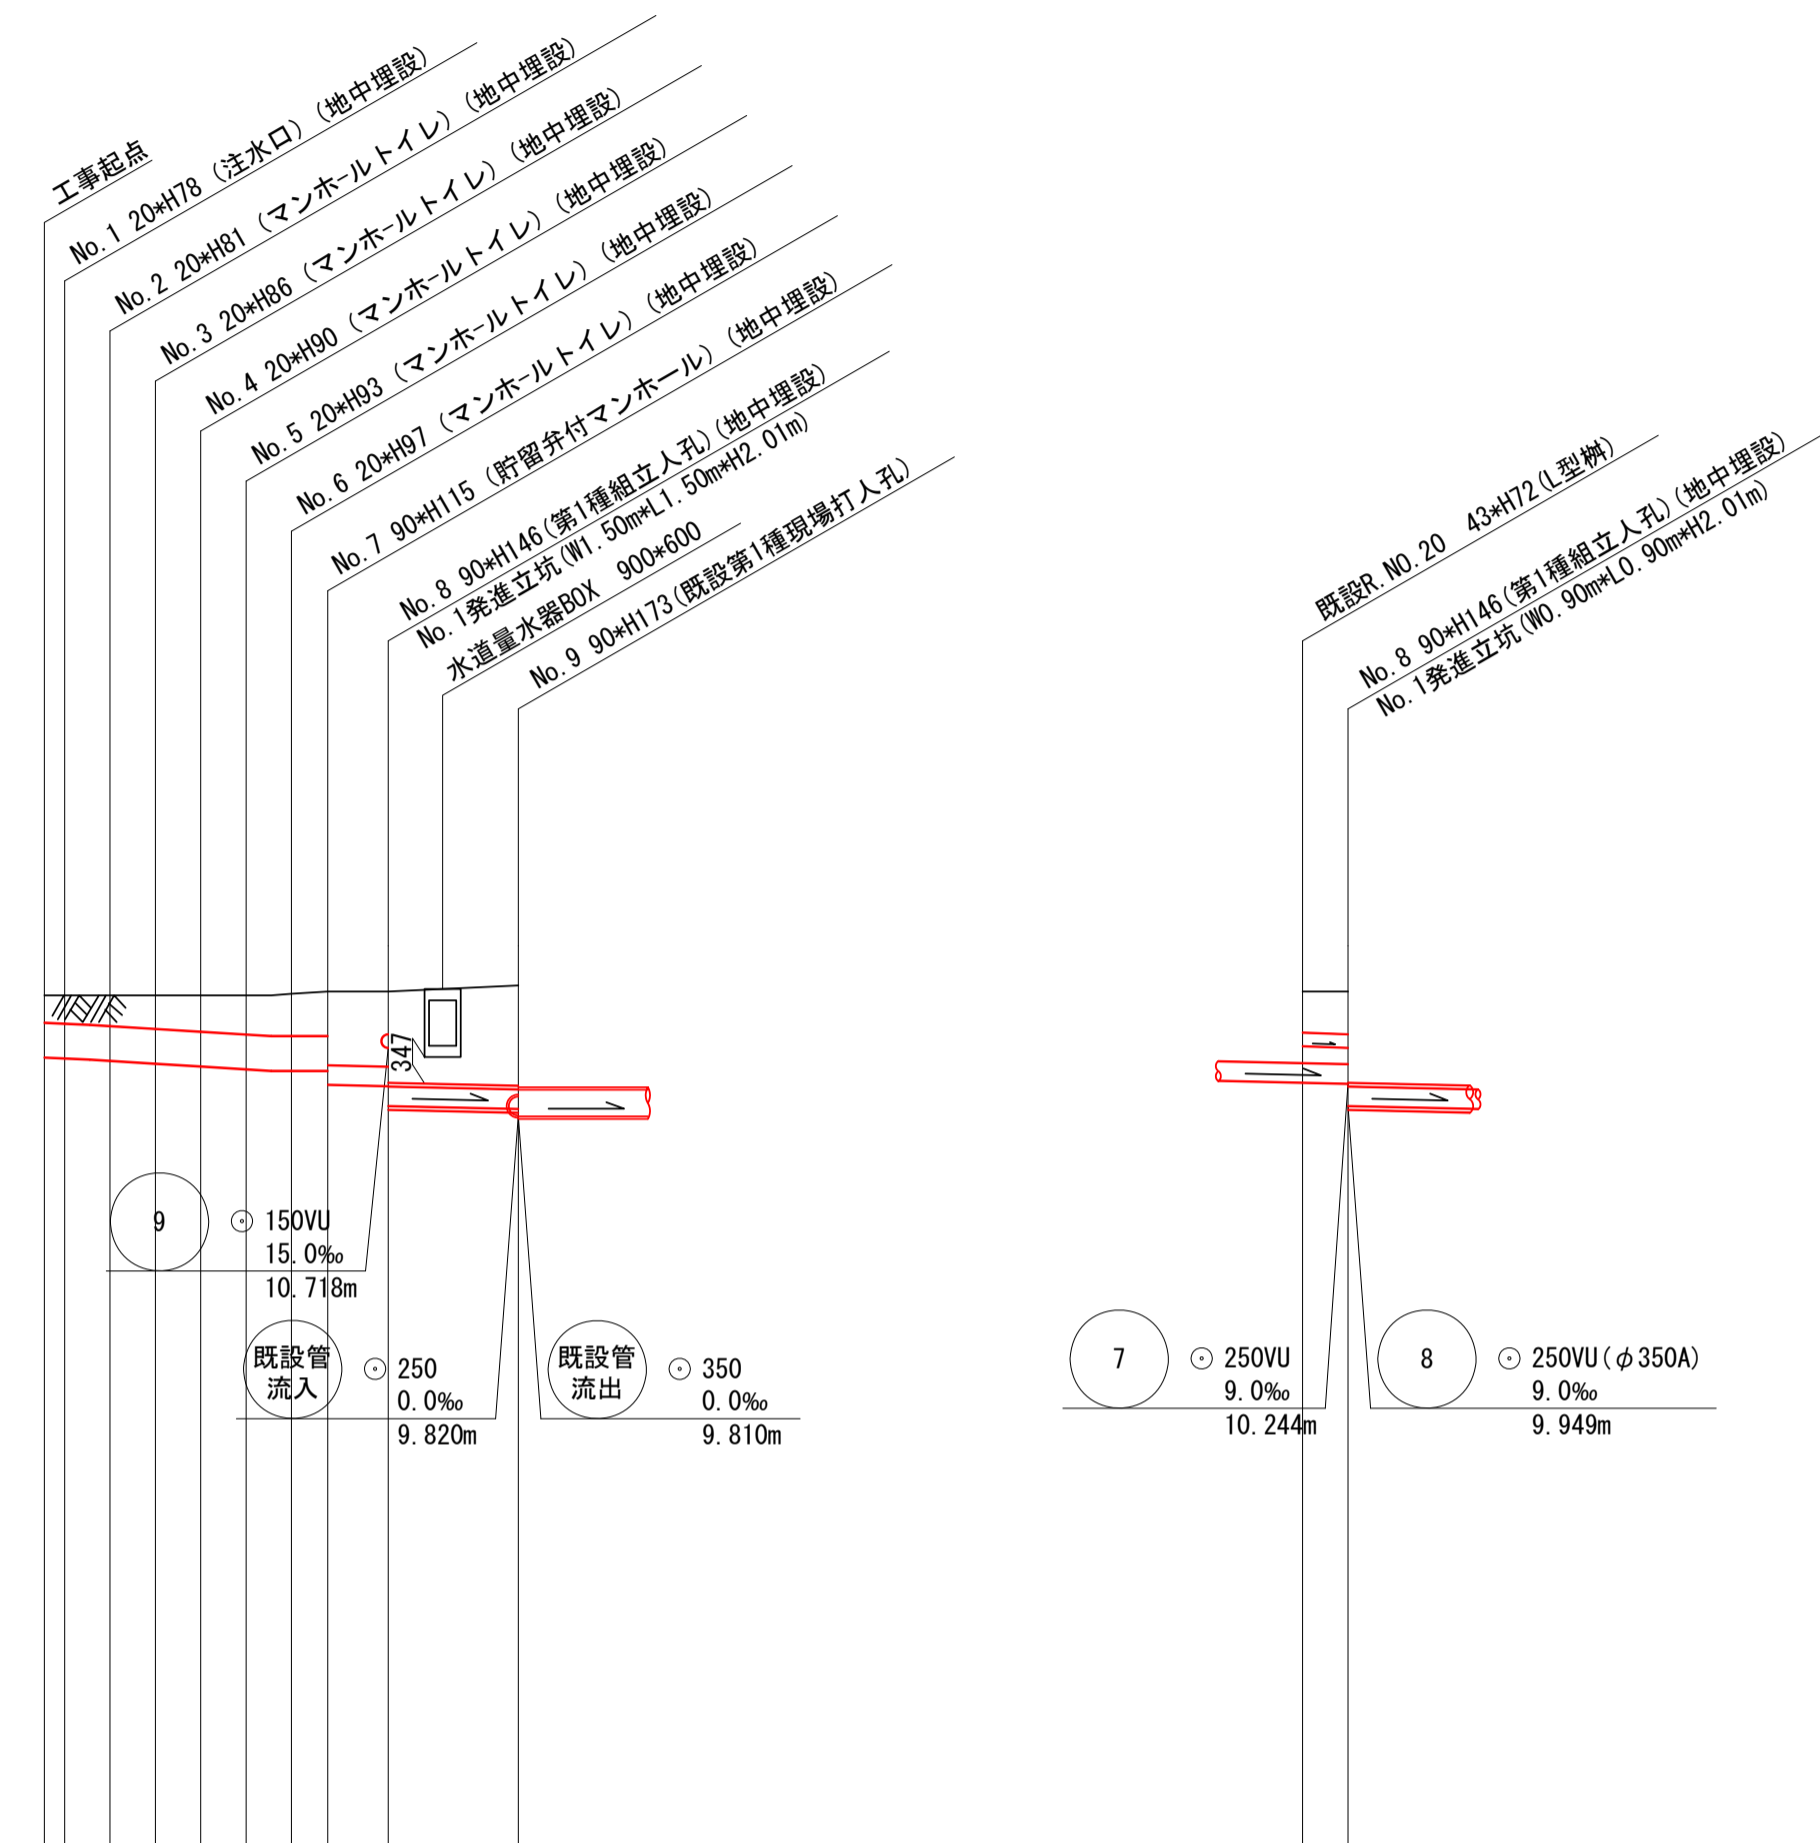 工事起点
No.1 20*H78 (注水口) (地中埋設)
No.2 20*H81 (マンホールトイレ) (地中埋設)
No.3 20*H86 (マンホールトイレ) (地中埋設)
No.4 20*H90 (マンホールトイレ) (地中埋設)
No.5 20*H93 (マンホールトイレ) (地中埋設)
No.6 20*H97 (マンホールトイレ) (地中埋設)
No.7 90*H115 (貯留弁付マンホール) (地中埋設)
No.8 90*H146(第1種組立人孔)(地中埋設)
No.1発進立坑(W1.50m*L1.50m*H2.01m)
水道量水器BOX 900*600
No.9 90*H173(既設第1種現場打人孔)
既設R.NO.20 43*H72(L型桝)
No.8 90*H146(第1種組立人孔)(地中埋設)
No.1発進立坑(W0.90m*L0.90m*H2.01m)
347
9
150VU
15.0‰
10.718m
既設管
流入
250
0.0‰
9.820m
既設管
流出
350
0.0‰
9.810m
7
250VU
9.0‰
10.244m
8
250VU(φ350A)
9.0‰
9.949m